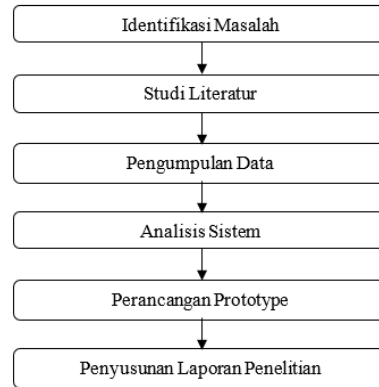 Identifikasi Masalah
Studi Literatur
Pengumpulan Data
Analisis Sistem
Perancangan Prototype
Penyusunan Laporan Penelitian